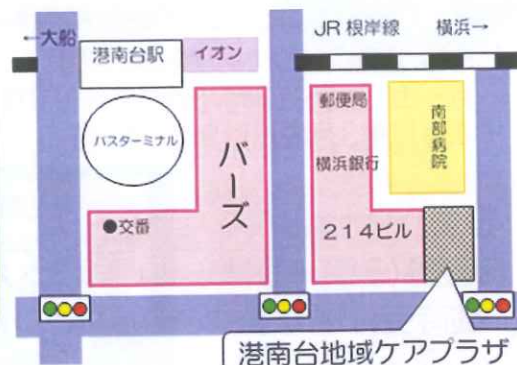 ←大船
港南台駅
イオン
JR 根岸線
横浜→
バスターミナル
バーズ
●交番
郵便局
横浜銀行
南部病院
214ビル
港南台地域ケアプラザ